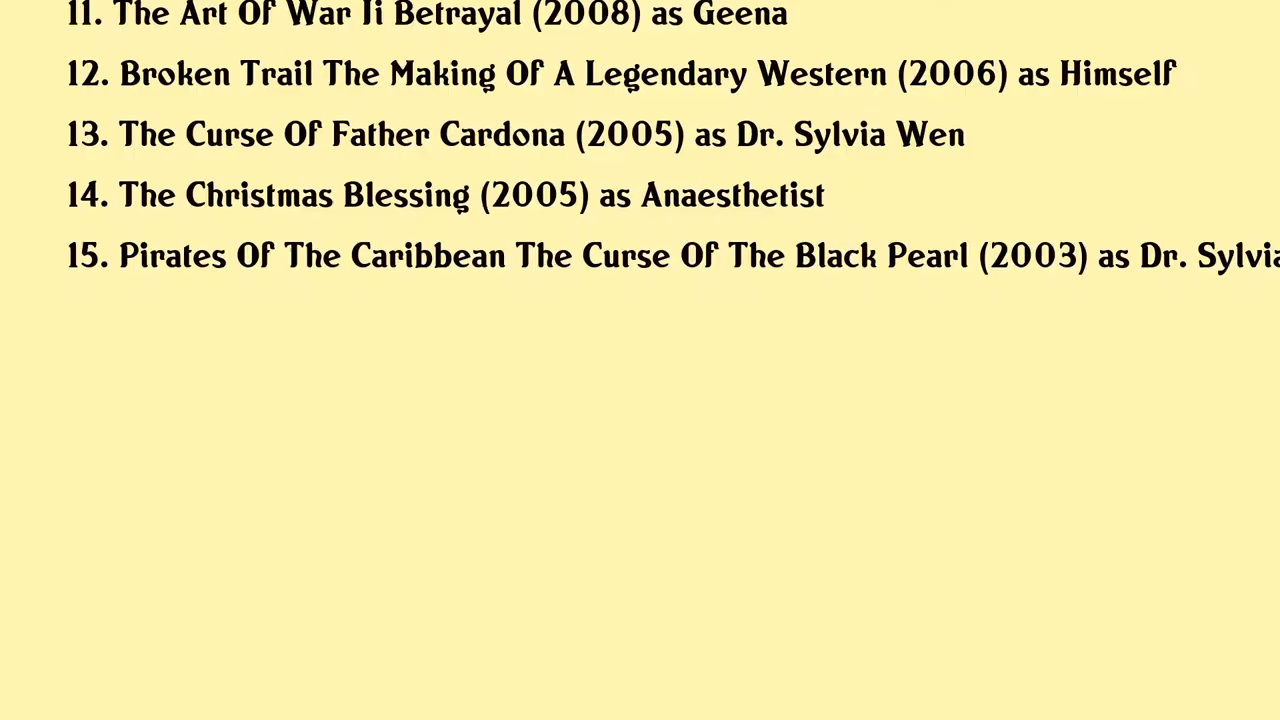 11. The Art Of War Ii Betrayal (2008) as Geena
12. Broken Trail The Making Of A Legendary Western (2006) as Himself
13. The Curse Of Father Cardona (2005) as Dr. Sylvia Wen
14. The Christmas Blessing (2005) as Anaesthetist
15. Pirates Of The Caribbean The Curse Of The Black Pearl (2003) as Dr. Sylvia